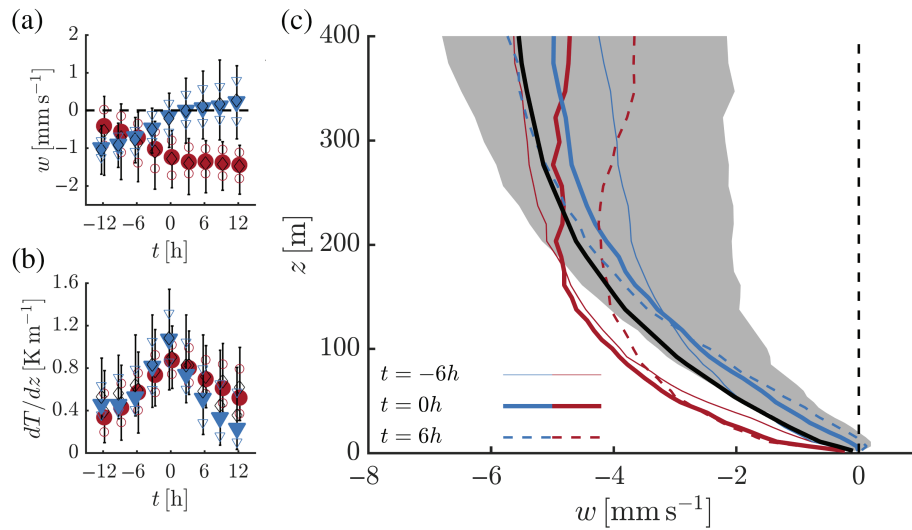 (a)
2
1
0
−1
−2
w [mm s⁻¹]
−12 −6 0 6 12
t [h]
(b)
1.6
1.2
0.8
0.4
0
dT/dz [K m⁻¹]
−12 −6 0 6 12
t [h]
(c)
400
300
200
100
0
z [m]
t = −6h
t = 0h
t = 6h
−8 −6 −4 −2 0
w [mm s⁻¹]